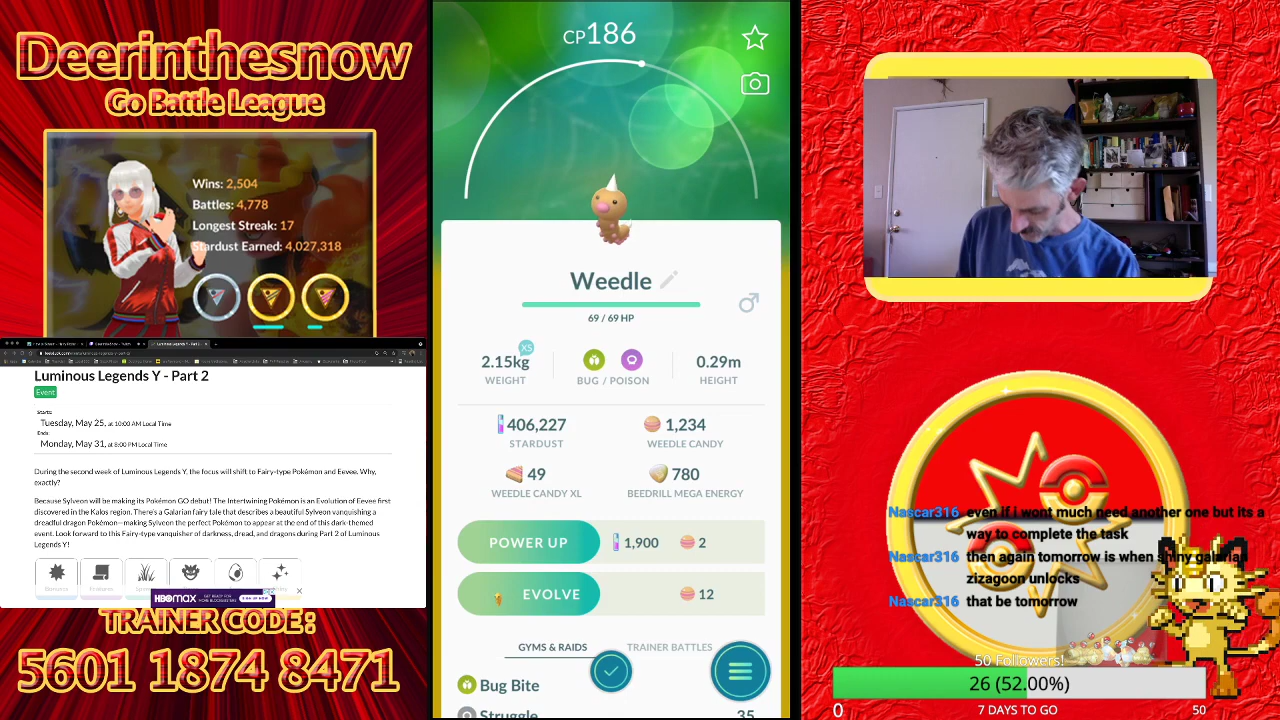 Deerinthesnow
Go Battle League
Wins: 2,504
Battles: 4,778
Longest Streak: 17
Stardust Earned: 4,027,318
Luminous Legends Y - Part 2
Event
Starts:
Tuesday, May 25, at 10:00 AM Local Time
Ends
Monday, May 31, at 8:00 PM Local Time
During the second week of Luminous Legends Y, the focus will shift to Fairy-type Pokémon and Eevee. Why,
exactly?
Because Sylveon will be making its Pokémon GO debut! The Intertwining Pokémon is an Evolution of Eevee first
discovered in the Kalos region. There's a Galarian fairy tale that describes a beautiful Sylveon vanquishing a
dreadful dragon Pokémon—making Sylveon the perfect Pokémon to appear at the end of this dark-themed
event. Look forward to this Fairy-type vanquisher of darkness, dread, and dragons during Part 2 of Luminous
Legends Y!
HBOMAX
TRAINER CODE:
5601 1874 8471
CP186
Weedle
69 / 69 HP
XS
2.15kg
WEIGHT
BUG / POISON
0.29m
HEIGHT
406,227
STARDUST
1,234
WEEDLE CANDY
49
WEEDLE CANDY XL
780
BEEDRILL MEGA ENERGY
POWER UP
1,900
2
EVOLVE
12
GYMS & RAIDS
TRAINER BATTLES
Bug Bite
Struggle
35
Nascar316 even if i wont much need another one but its a
way to complete the task
Nascar316 then again tomorrow is when shiny galarian
zizagoon unlocks
Nascar316 that be tomorrow
50 Followers!
26 (52.00%)
0
7 DAYS TO GO
50